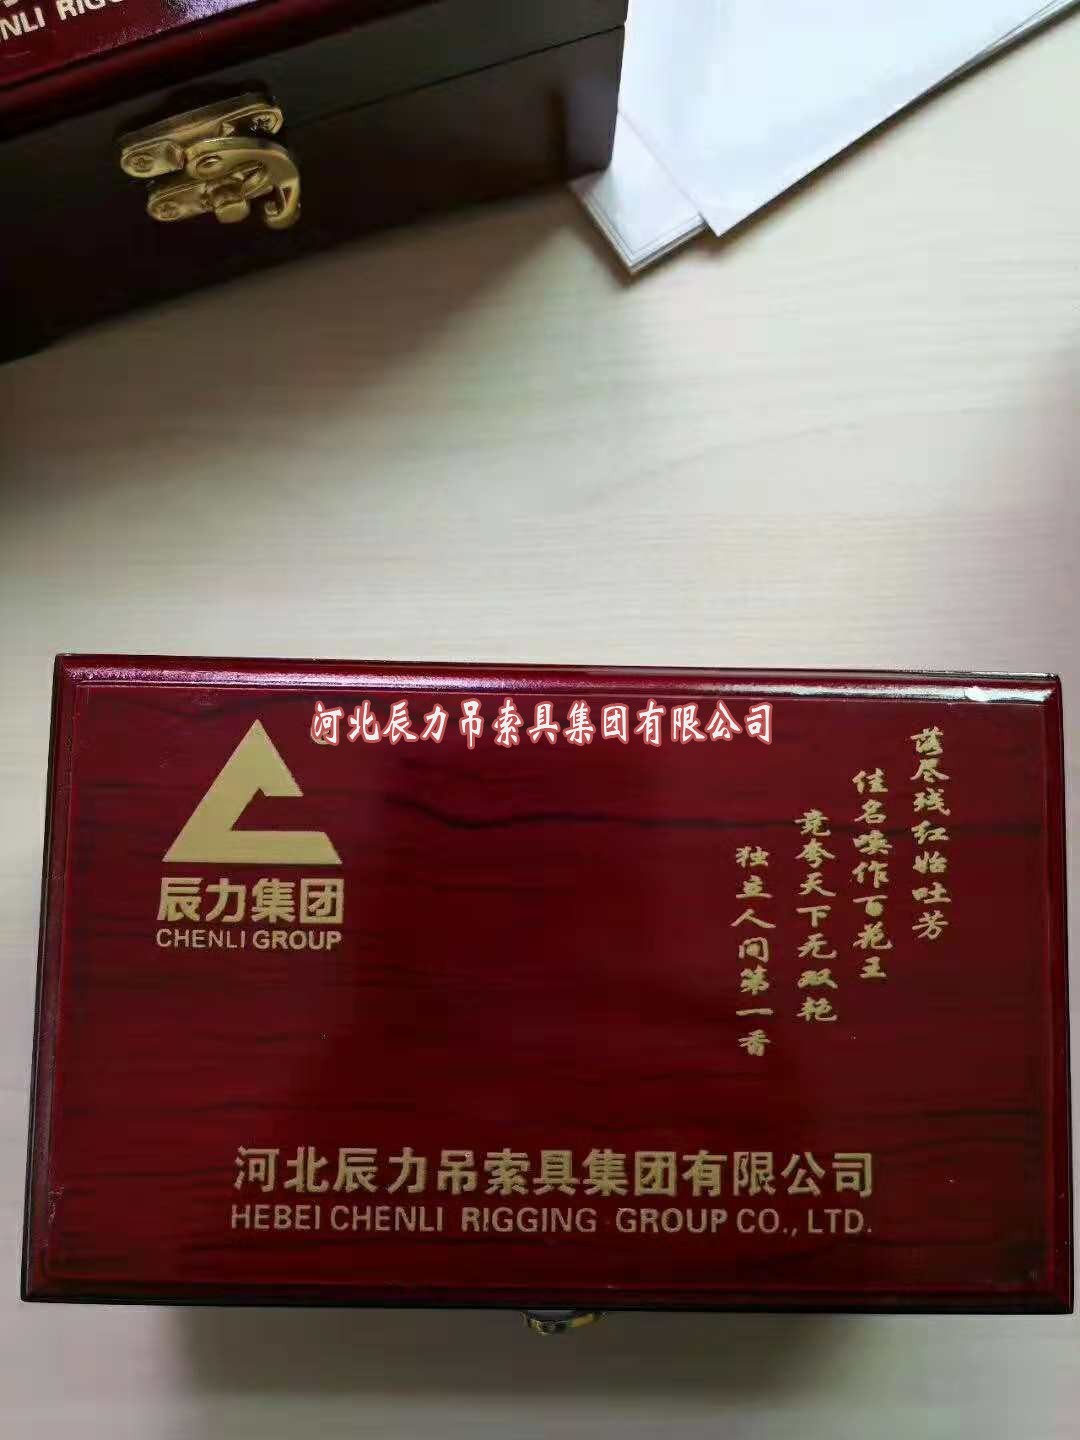 ENLI RIG
河北辰力吊索具集团有限公司
辰力集团
CHENLI GROUP
落尽残红始吐芳
佳名唤作百花王
竞夸天下无双艳
独立人间第一香
河北辰力吊索具集团有限公司
HEBEI CHENLI RIGGING GROUP CO., LTD.